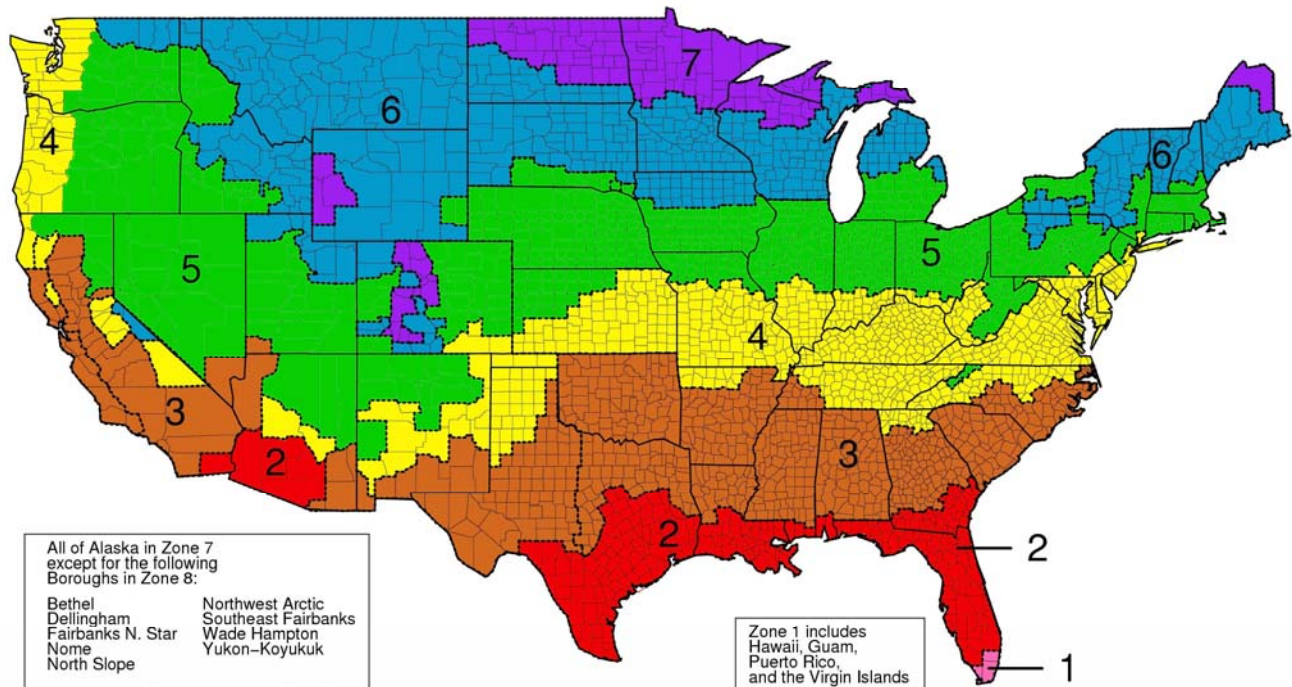 7
6
4
6
5
5
4
3
3
2
2
2
1
All of Alaska in Zone 7
except for the following
Boroughs in Zone 8:
Bethel Northwest Arctic
Dellingham Southeast Fairbanks
Fairbanks N. Star Wade Hampton
Nome Yukon-Koyukuk
North Slope
Zone 1 includes
Hawaii, Guam,
Puerto Rico,
and the Virgin Islands